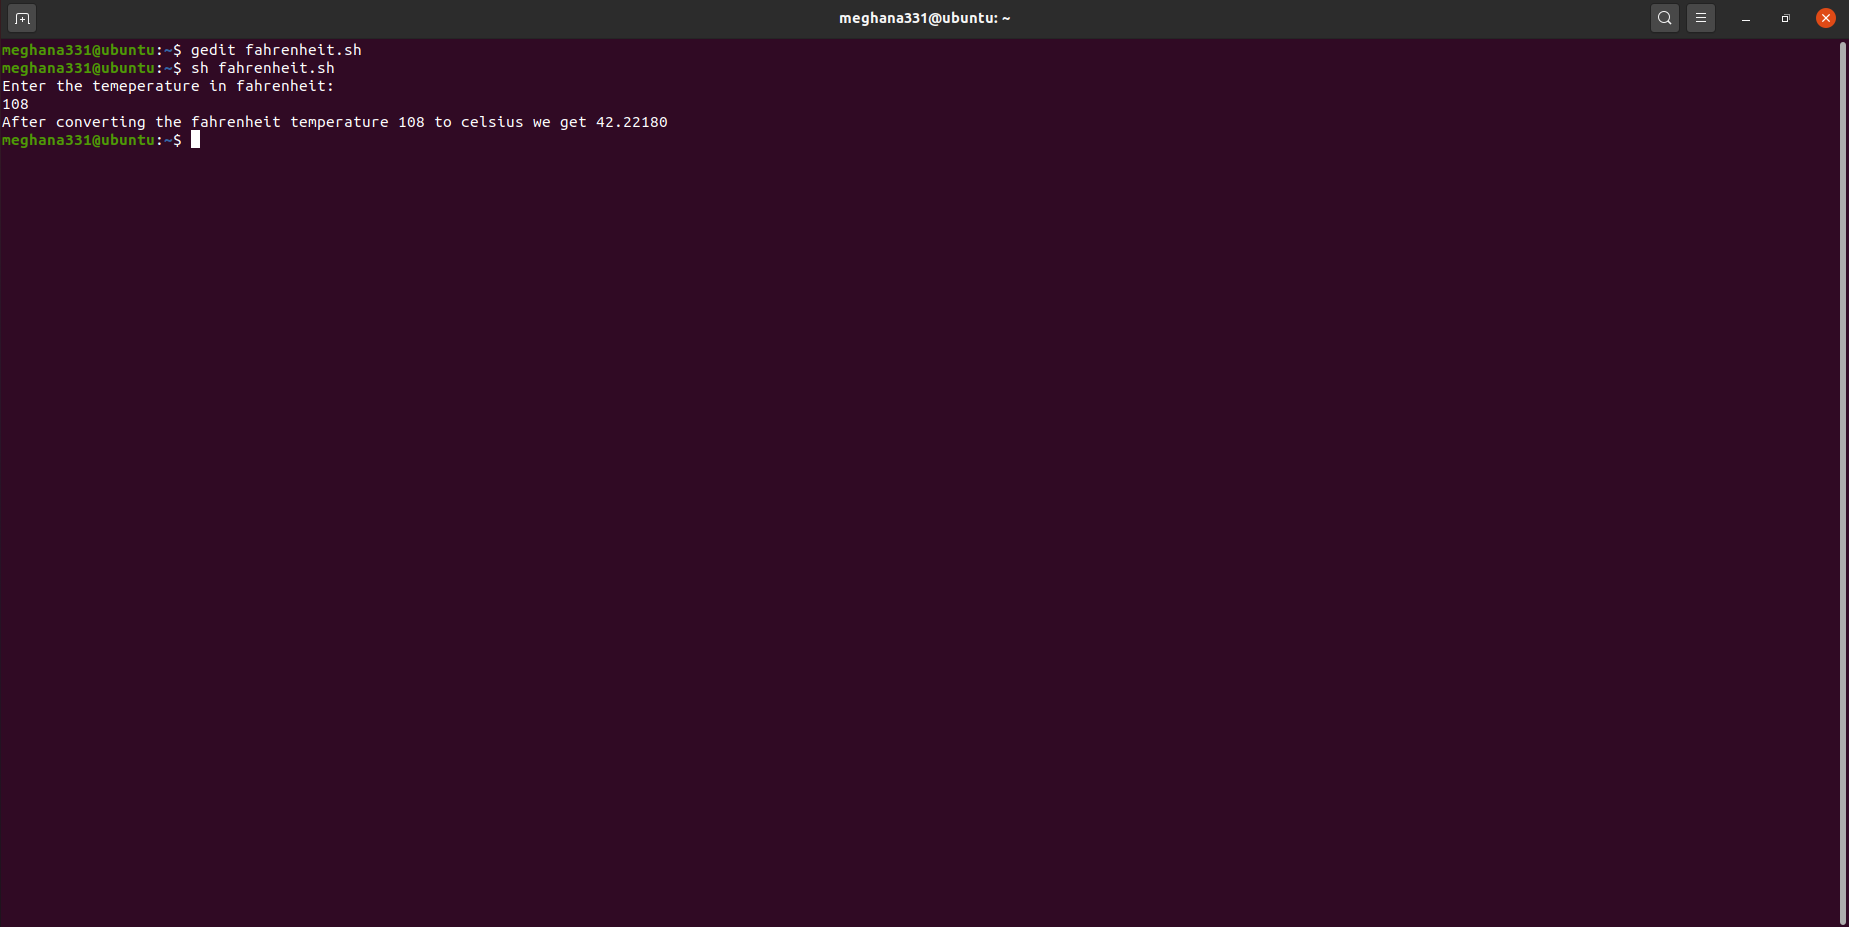 meghana331@ubuntu: ~
meghana331@ubuntu:~$ gedit fahrenheit.sh
meghana331@ubuntu:~$ sh fahrenheit.sh
Enter the temeperature in fahrenheit:
108
After converting the fahrenheit temperature 108 to celsius we get 42.22180
meghana331@ubuntu:~$